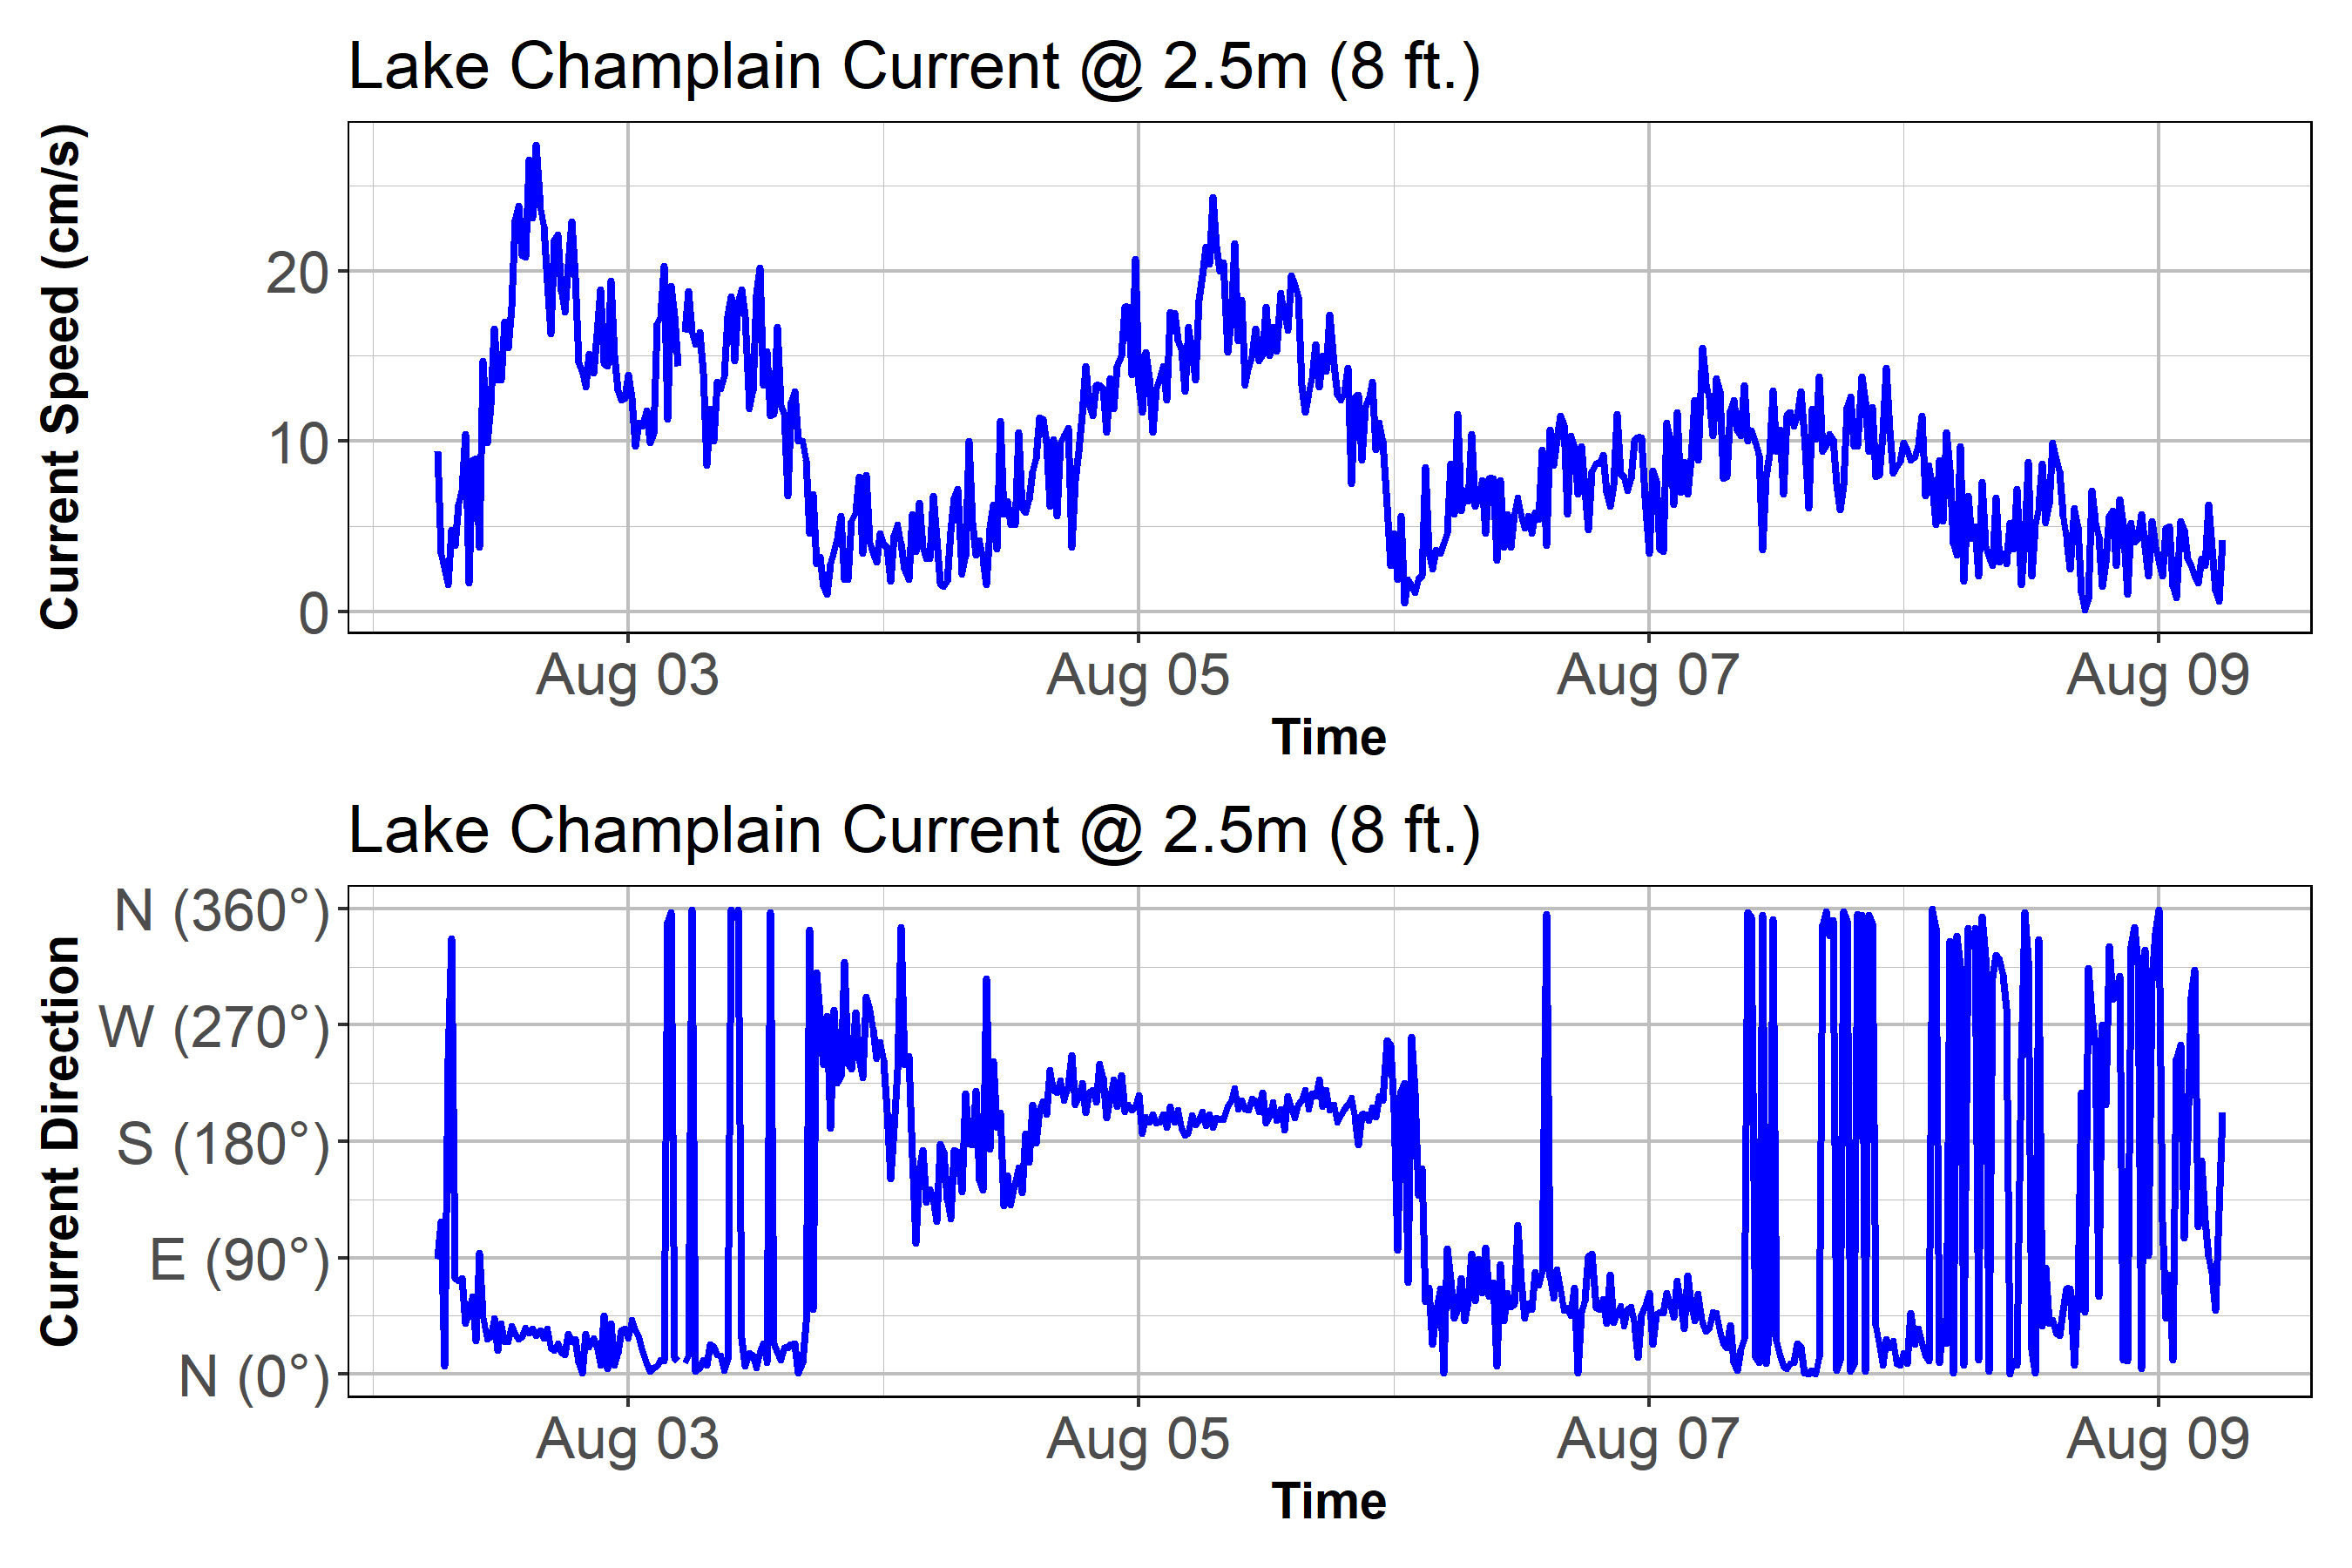 Lake Champlain Current @ 2.5m (8 ft.)
Current Speed (cm/s)
20
10
0
Aug 03 Aug 05 Aug 07 Aug 09
Time
Lake Champlain Current @ 2.5m (8 ft.)
Current Direction
N (360°)
W (270°)
S (180°)
E (90°)
N (0°)
Aug 03 Aug 05 Aug 07 Aug 09
Time